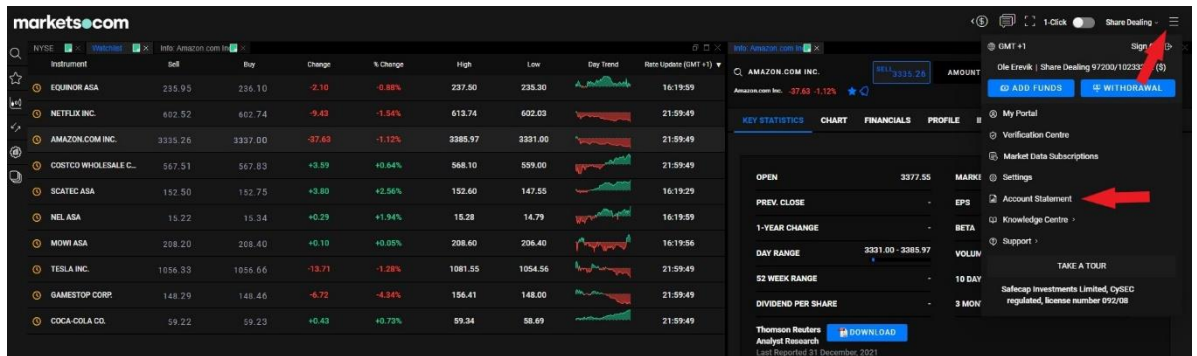 markets.com
1-Click Share Dealing
NYSE Watchlist Info: Amazon.com In
Instrument Sell Buy Change % Change High Low Day Trend Rate Update (GMT +1) ▼
EQUINOR ASA 235.95 236.10 -2.10 -0.88% 237.50 235.30 16:19:59
NETFLIX INC. 602.52 602.74 -9.43 -1.54% 613.74 602.03 21:59:49
AMAZON.COM INC. 3335.26 3337.00 -37.63 -1.12% 3385.97 3331.00 21:59:49
COSTCO WHOLESALE C... 567.51 567.83 +3.59 +0.64% 568.10 559.00 21:59:49
SCATEC ASA 152.50 152.75 +3.80 +2.56% 152.60 147.55 16:19:29
NEL ASA 15.22 15.34 +0.29 +1.94% 15.28 14.79 16:19:59
MOWI ASA 208.20 208.40 +0.10 +0.05% 208.60 206.40 16:19:56
TESLA INC. 1056.33 1056.66 -13.71 -1.28% 1081.55 1054.56 21:59:49
GAMESTOP CORP. 148.29 148.46 -6.72 -4.34% 156.41 148.00 21:59:49
COCA-COLA CO. 59.22 59.23 +0.43 +0.73% 59.34 58.69 21:59:49
Info: Amazon.com In
AMAZON.COM INC. SELL 3335.26 AMOUNT
Amazon.com Inc. -37.63 -1.12%
KEY STATISTICS CHART FINANCIALS PROFILE
OPEN 3377.55 MARKE
PREV. CLOSE - EPS
1-YEAR CHANGE - BETA
DAY RANGE 3331.00 - 3385.97 VOLUM
52 WEEK RANGE - 10 DAY
DIVIDEND PER SHARE - 3 MON
Thomson Reuters
Analyst Research
DOWNLOAD
Last Reported 31 December, 2021
GMT +1 Sign
Ole Erevik | Share Dealing 97200/10233 ($)
ADD FUNDS WITHDRAWAL
My Portal
Verification Centre
Market Data Subscriptions
Settings
Account Statement
Knowledge Centre ›
Support ›
TAKE A TOUR
Safecap Investments Limited, CySEC
regulated, license number 092/08